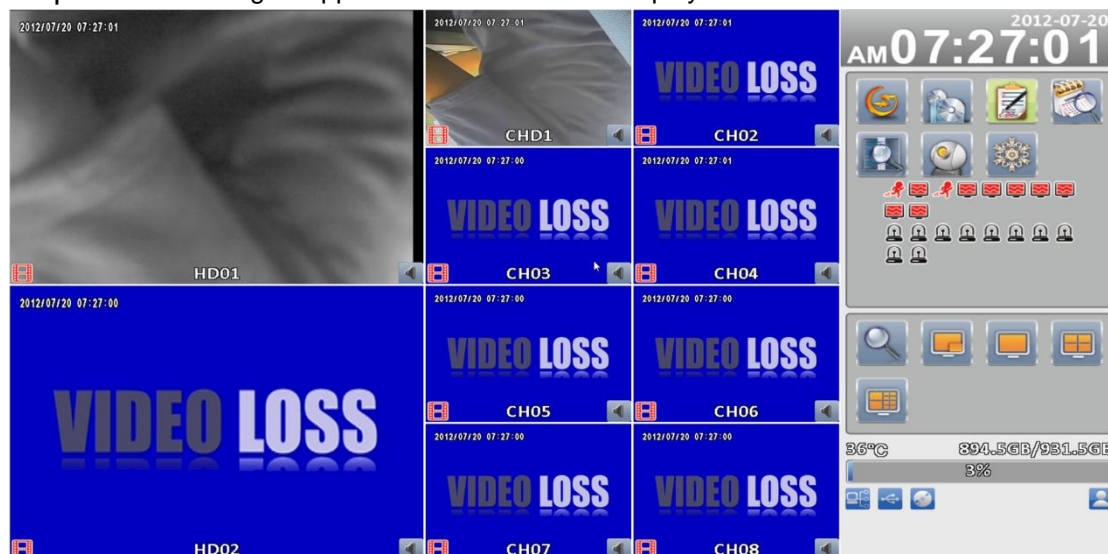 2012/07/20 07:27:01
HD01
2012/07/20 07:27:01
CHD1
2012/07/20 07:27:01
VIDEO LOSS
CH02
2012/07/20 07:27:00
VIDEO LOSS
CH03
2012/07/20 07:27:01
VIDEO LOSS
CH04
2012/07/20 07:27:00
VIDEO LOSS
HD02
2012/07/20 07:27:00
VIDEO LOSS
CH05
2012/07/20 07:27:00
VIDEO LOSS
CH06
2012/07/20 07:27:00
VIDEO LOSS
CH07
2012/07/20 07:27:00
VIDEO LOSS
CH08
2012-07-20
AM07:27:01
36°C 894.5GB/931.5GB
3%